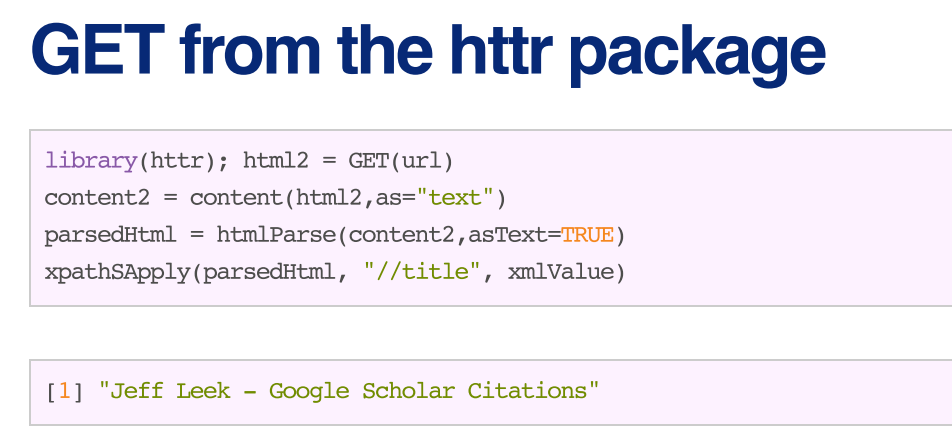 GET from the httr package
library(httr); html2 = GET(url)
content2 = content(html2,as="text")
parsedHtml = htmlParse(content2,asText=TRUE)
xpathSApply(parsedHtml, "//title", xmlValue)
[1] "Jeff Leek - Google Scholar Citations"